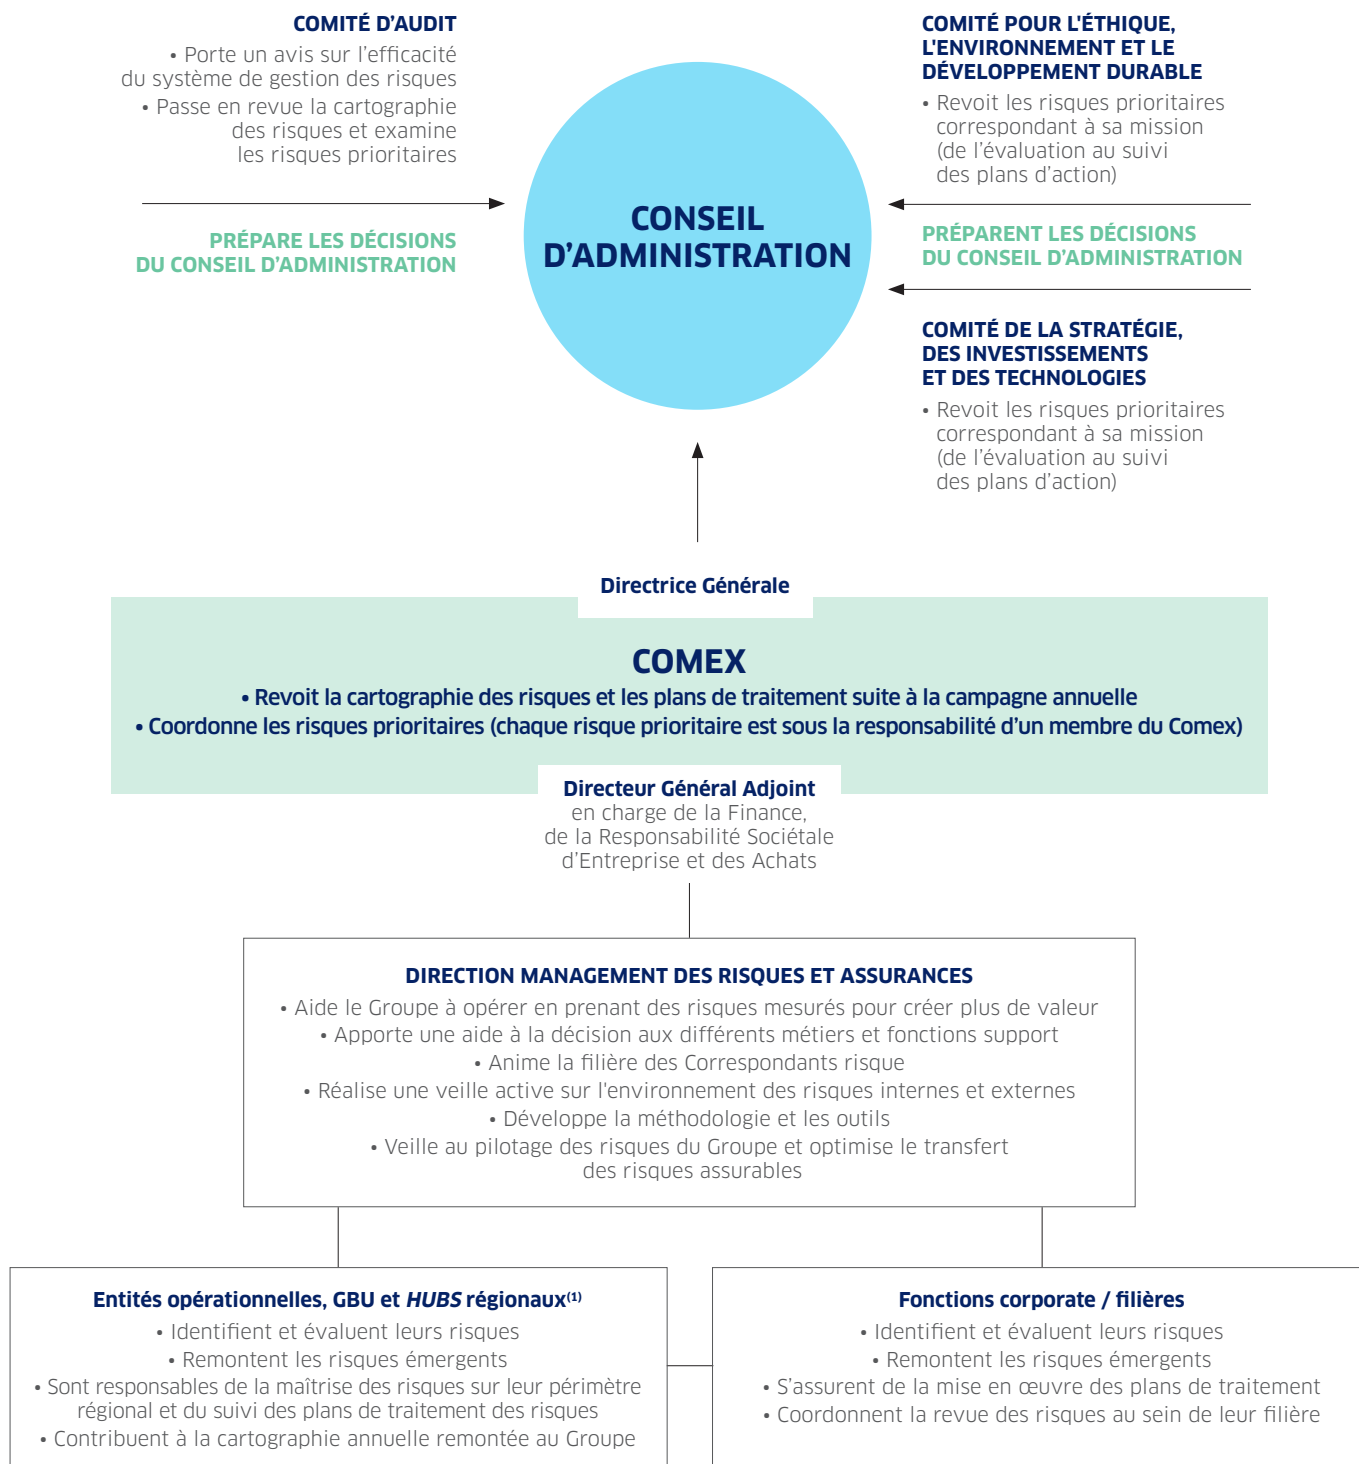 COMITÉ D’AUDIT
• Porte un avis sur l’efficacité
du système de gestion des risques
• Passe en revue la cartographie
des risques et examine
les risques prioritaires
PRÉPARE LES DÉCISIONS
DU CONSEIL D’ADMINISTRATION
CONSEIL
D’ADMINISTRATION
COMITÉ POUR L'ÉTHIQUE,
L'ENVIRONNEMENT ET LE
DÉVELOPPEMENT DURABLE
• Revoit les risques prioritaires
correspondant à sa mission
(de l’évaluation au suivi
des plans d’action)
PRÉPARENT LES DÉCISIONS
DU CONSEIL D’ADMINISTRATION
COMITÉ DE LA STRATÉGIE,
DES INVESTISSEMENTS
ET DES TECHNOLOGIES
• Revoit les risques prioritaires
correspondant à sa mission
(de l’évaluation au suivi
des plans d’action)
Directrice Générale
COMEX
• Revoit la cartographie des risques et les plans de traitement suite à la campagne annuelle
• Coordonne les risques prioritaires (chaque risque prioritaire est sous la responsabilité d’un membre du Comex)
Directeur Général Adjoint
en charge de la Finance,
de la Responsabilité Sociétale
d’Entreprise et des Achats
DIRECTION MANAGEMENT DES RISQUES ET ASSURANCES
• Aide le Groupe à opérer en prenant des risques mesurés pour créer plus de valeur
• Apporte une aide à la décision aux différents métiers et fonctions support
• Anime la filière des Correspondants risque
• Réalise une veille active sur l'environnement des risques internes et externes
• Développe la méthodologie et les outils
• Veille au pilotage des risques du Groupe et optimise le transfert
des risques assurables
Entités opérationnelles, GBU et HUBS régionaux(1)
• Identifient et évaluent leurs risques
• Remontent les risques émergents
• Sont responsables de la maîtrise des risques sur leur périmètre
régional et du suivi des plans de traitement des risques
• Contribuent à la cartographie annuelle remontée au Groupe
Fonctions corporate / filières
• Identifient et évaluent leurs risques
• Remontent les risques émergents
• S’assurent de la mise en œuvre des plans de traitement
• Coordonnent la revue des risques au sein de leur filière